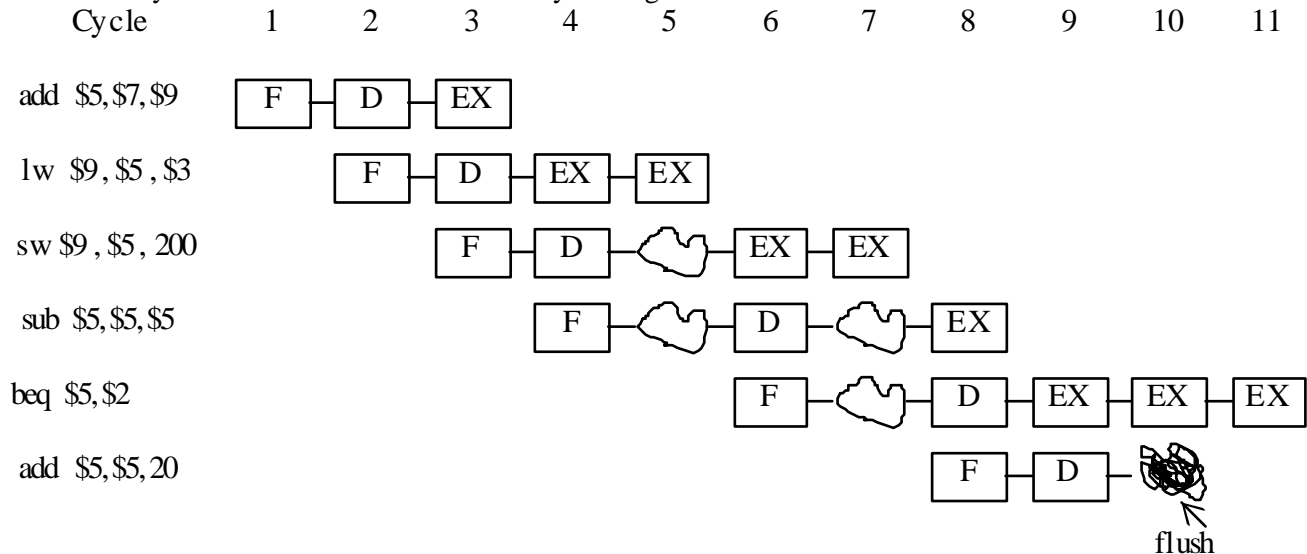 Cycle 1 2 3 4 5 6 7 8 9 10 11
add $5,$7,$9 F D EX
lw $9,$5,$3 F D EX EX
sw $9,$5,200 F D EX EX
sub $5,$5,$5 F D EX
beq $5,$2 F D EX EX EX
add $5,$5,20 F D
flush